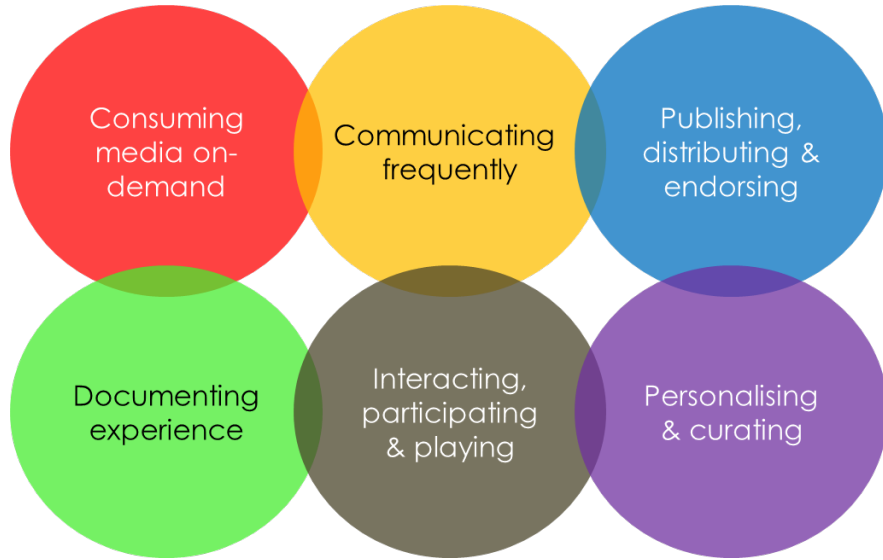 Consuming
media on-
demand
Communicating
frequently
Publishing,
distributing &
endorsing
Documenting
experience
Interacting,
participating
& playing
Personalising
& curating